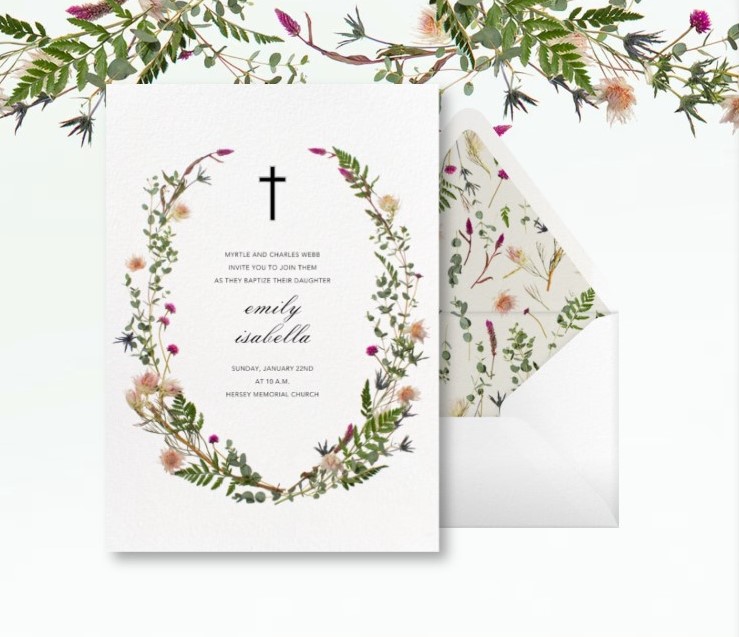 MYRTLE AND CHARLES WEBB
INVITE YOU TO JOIN THEM
AS THEY BAPTIZE THEIR DAUGHTER
emily
isabella
SUNDAY, JANUARY 22ND
AT 10 A.M.
HERSEY MEMORIAL CHURCH